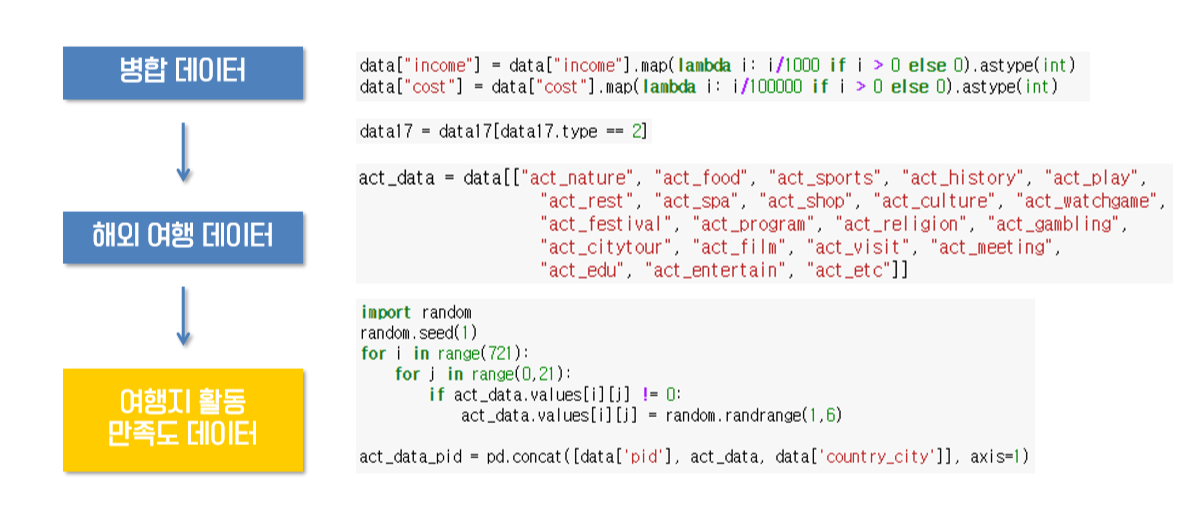 병합 데이터
data["income"] = data["income"].map(lambda i: i/1000 if i > 0 else 0).astype(int)
data["cost"] = data["cost"].map(lambda i: i/100000 if i > 0 else 0).astype(int)
data17 = data17[data17.type == 2]
해외 여행 데이터
act_data = data[["act_nature", "act_food", "act_sports", "act_history", "act_play",
"act_rest", "act_spa", "act_shop", "act_culture", "act_watchgame",
"act_festival", "act_program", "act_religion", "act_gambling",
"act_citytour", "act_film", "act_visit", "act_meeting",
"act_edu", "act_entertain", "act_etc"]]
여행지 활동
만족도 데이터
import random
random.seed(1)
for i in range(721):
for j in range(0,21):
if act_data.values[i][j] != 0:
act_data.values[i][j] = random.randrange(1,6)
act_data_pid = pd.concat([data['pid'], act_data, data['country_city']], axis=1)